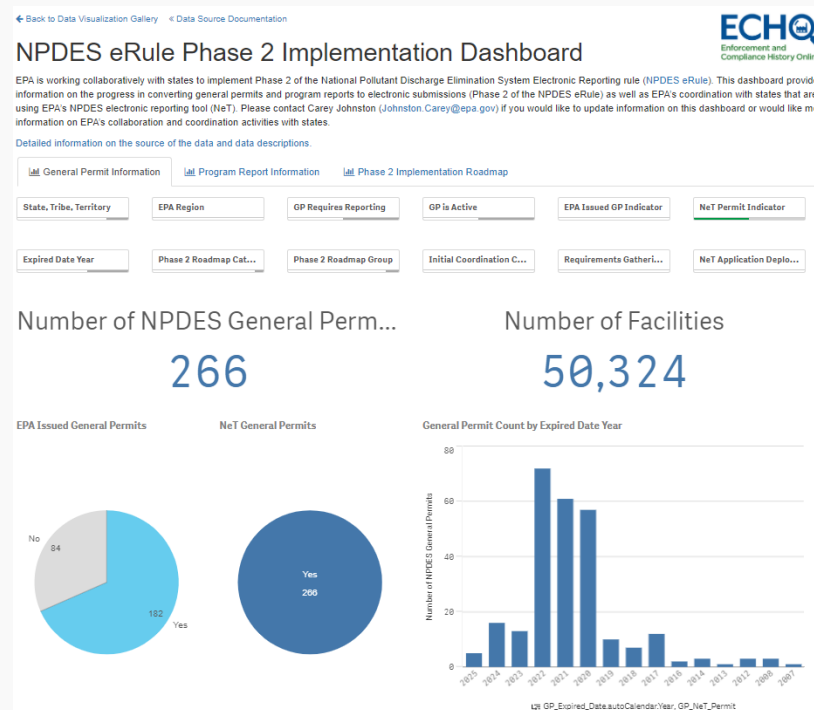 ← Back to Data Visualization Gallery « Data Source Documentation
ECHO
Enforcement and
Compliance History Onlin
NPDES eRule Phase 2 Implementation Dashboard
EPA is working collaboratively with states to implement Phase 2 of the National Pollutant Discharge Elimination System Electronic Reporting rule (NPDES eRule). This dashboard provid
information on the progress in converting general permits and program reports to electronic submissions (Phase 2 of the NPDES eRule) as well as EPA's coordination with states that are
using EPA's NPDES electronic reporting tool (NeT). Please contact Carey Johnston (Johnston.Carey@epa.gov) if you would like to update information on this dashboard or would like m
information on EPA's collaboration and coordination activities with states.
Detailed information on the source of the data and data descriptions.
General Permit Information Program Report Information Phase 2 Implementation Roadmap
State, Tribe, Territory EPA Region GP Requires Reporting GP is Active EPA Issued GP Indicator NeT Permit Indicator
Expired Date Year Phase 2 Roadmap Cat... Phase 2 Roadmap Group Initial Coordination C... Requirements Gatheri... NeT Application Deplo...
Number of NPDES General Perm... Number of Facilities
266 50,324
EPA Issued General Permits NeT General Permits General Permit Count by Expired Date Year
No
84
182
Yes
Yes
266
Number of NPDES General Permits
80
60
40
20
0
2025 2024 2023 2022 2021 2020 2019 2018 2017 2016 2014 2013 2012 2008 2007
GP_Expired_Date.autoCalendar.Year, GP_NeT_Permit